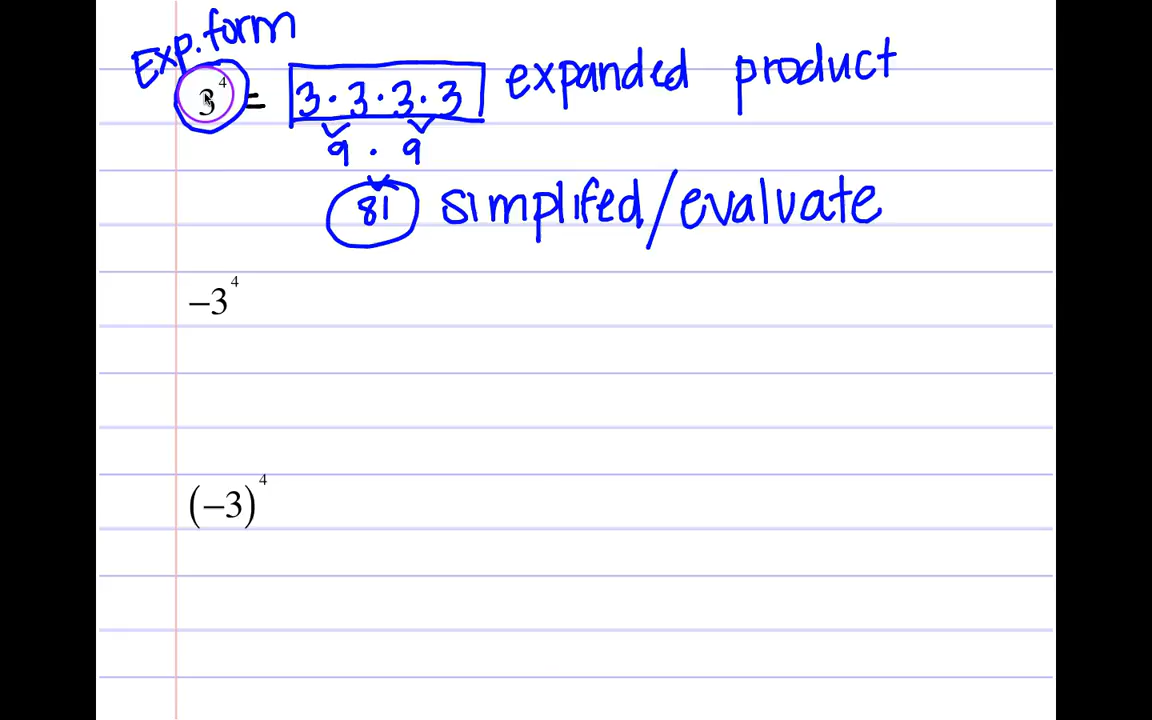 Exp. form
3⁴ = 3 · 3 · 3 · 3 expanded product
9 · 9
81 simplifed/evaluate
−3⁴
(−3)⁴